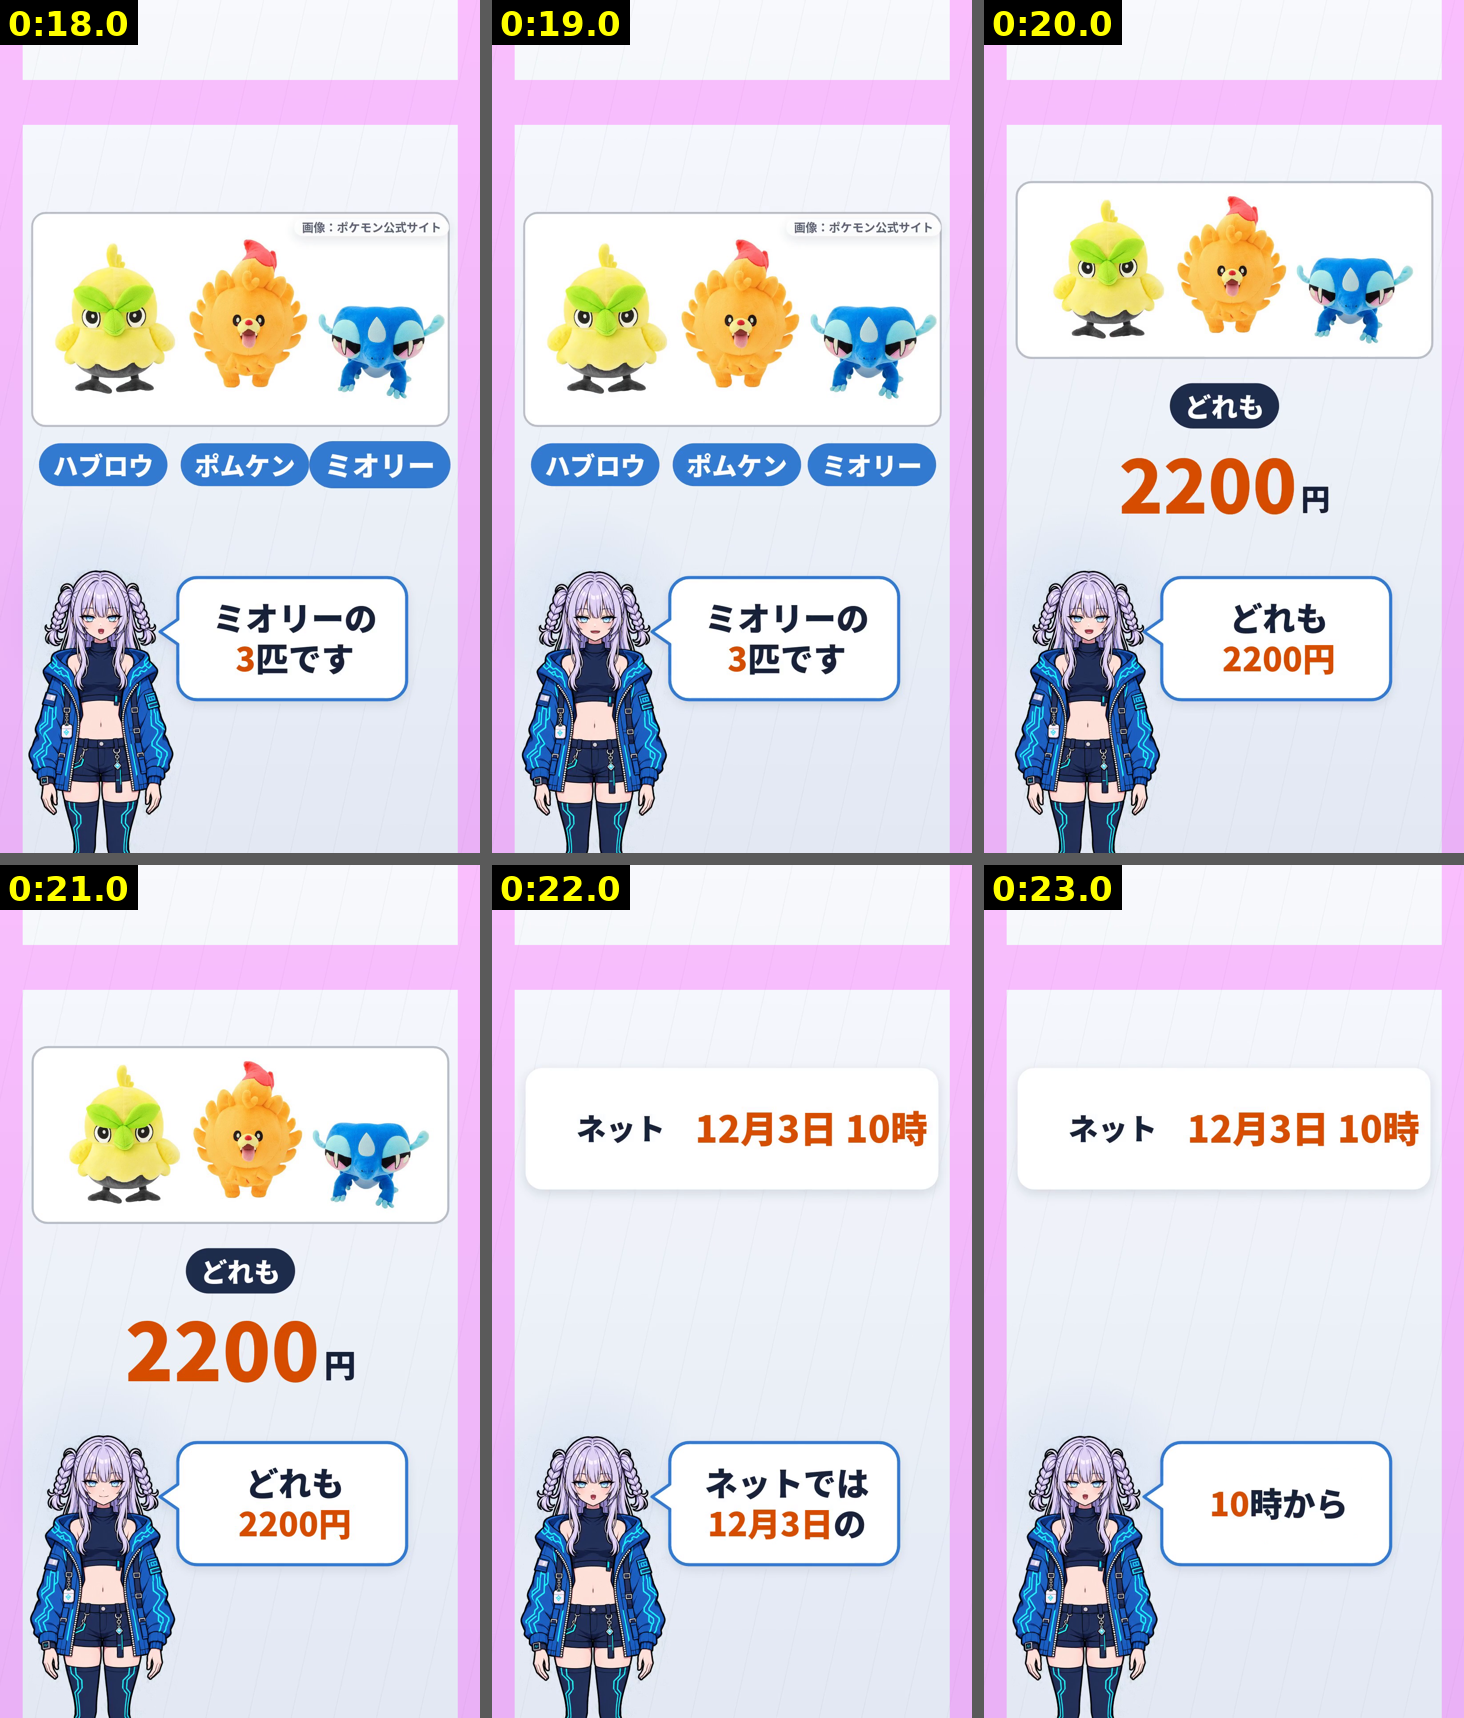 0:18.0
画像：ポケモン公式サイト
ハブロウ ポムケン ミオリー
ミオリーの
3匹です
0:19.0
画像：ポケモン公式サイト
ハブロウ ポムケン ミオリー
ミオリーの
3匹です
0:20.0
どれも
2200円
どれも
2200円
0:21.0
どれも
2200円
どれも
2200円
0:22.0
ネット 12月3日 10時
ネットでは
12月3日の
0:23.0
ネット 12月3日 10時
10時から